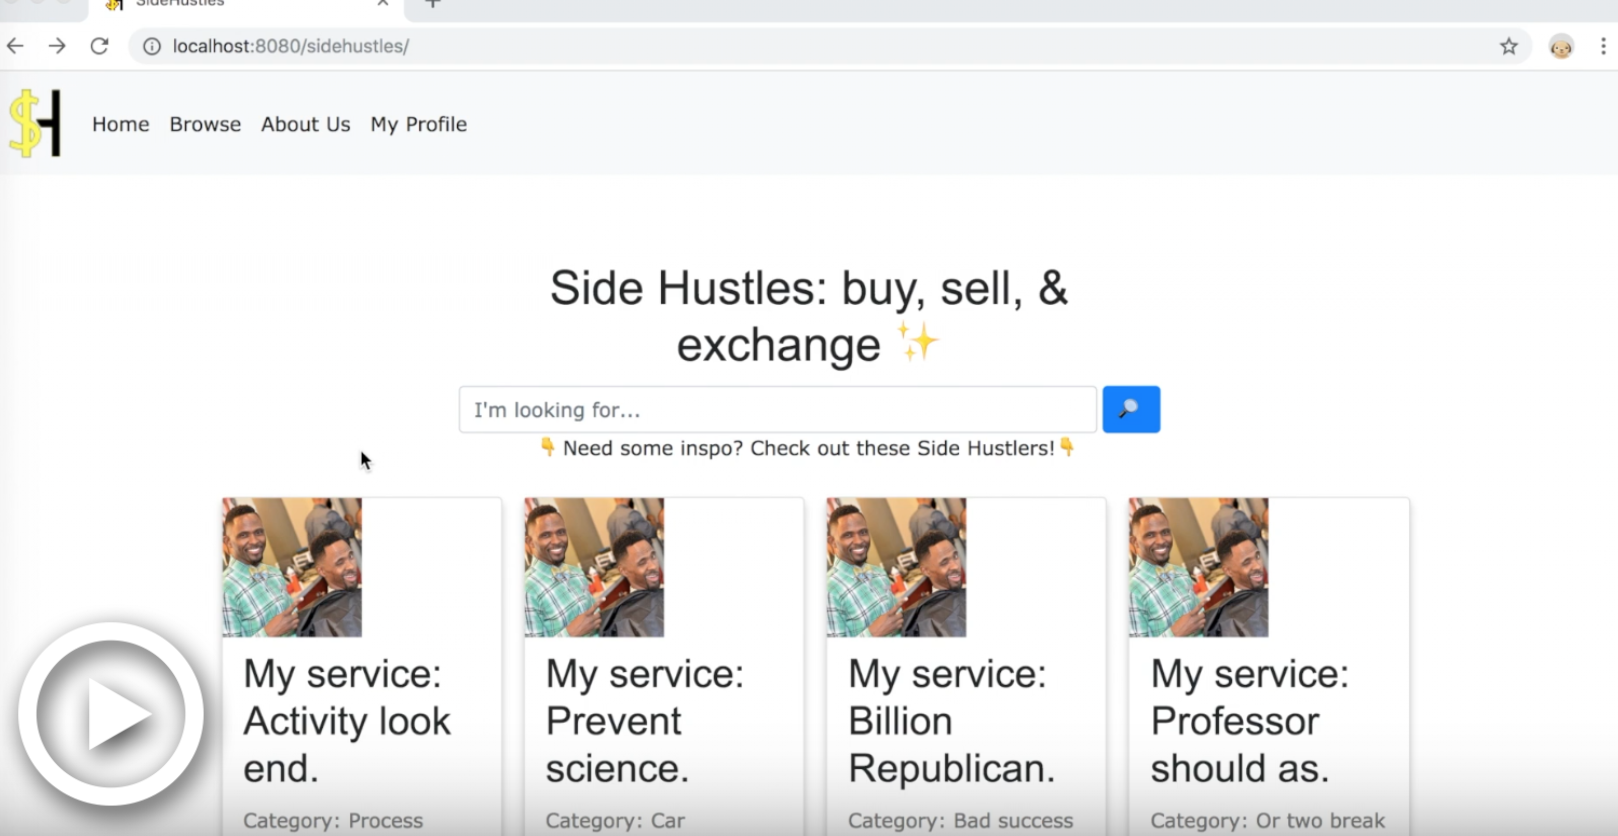 SideHustles
localhost:8080/sidehustles/
$H
Home Browse About Us My Profile
Side Hustles: buy, sell, &
exchange ✨
I'm looking for...
👇 Need some inspo? Check out these Side Hustlers! 👇
My service:
Activity look
end.
Category: Process
My service:
Prevent
science.
Category: Car
My service:
Billion
Republican.
Category: Bad success
My service:
Professor
should as.
Category: Or two break